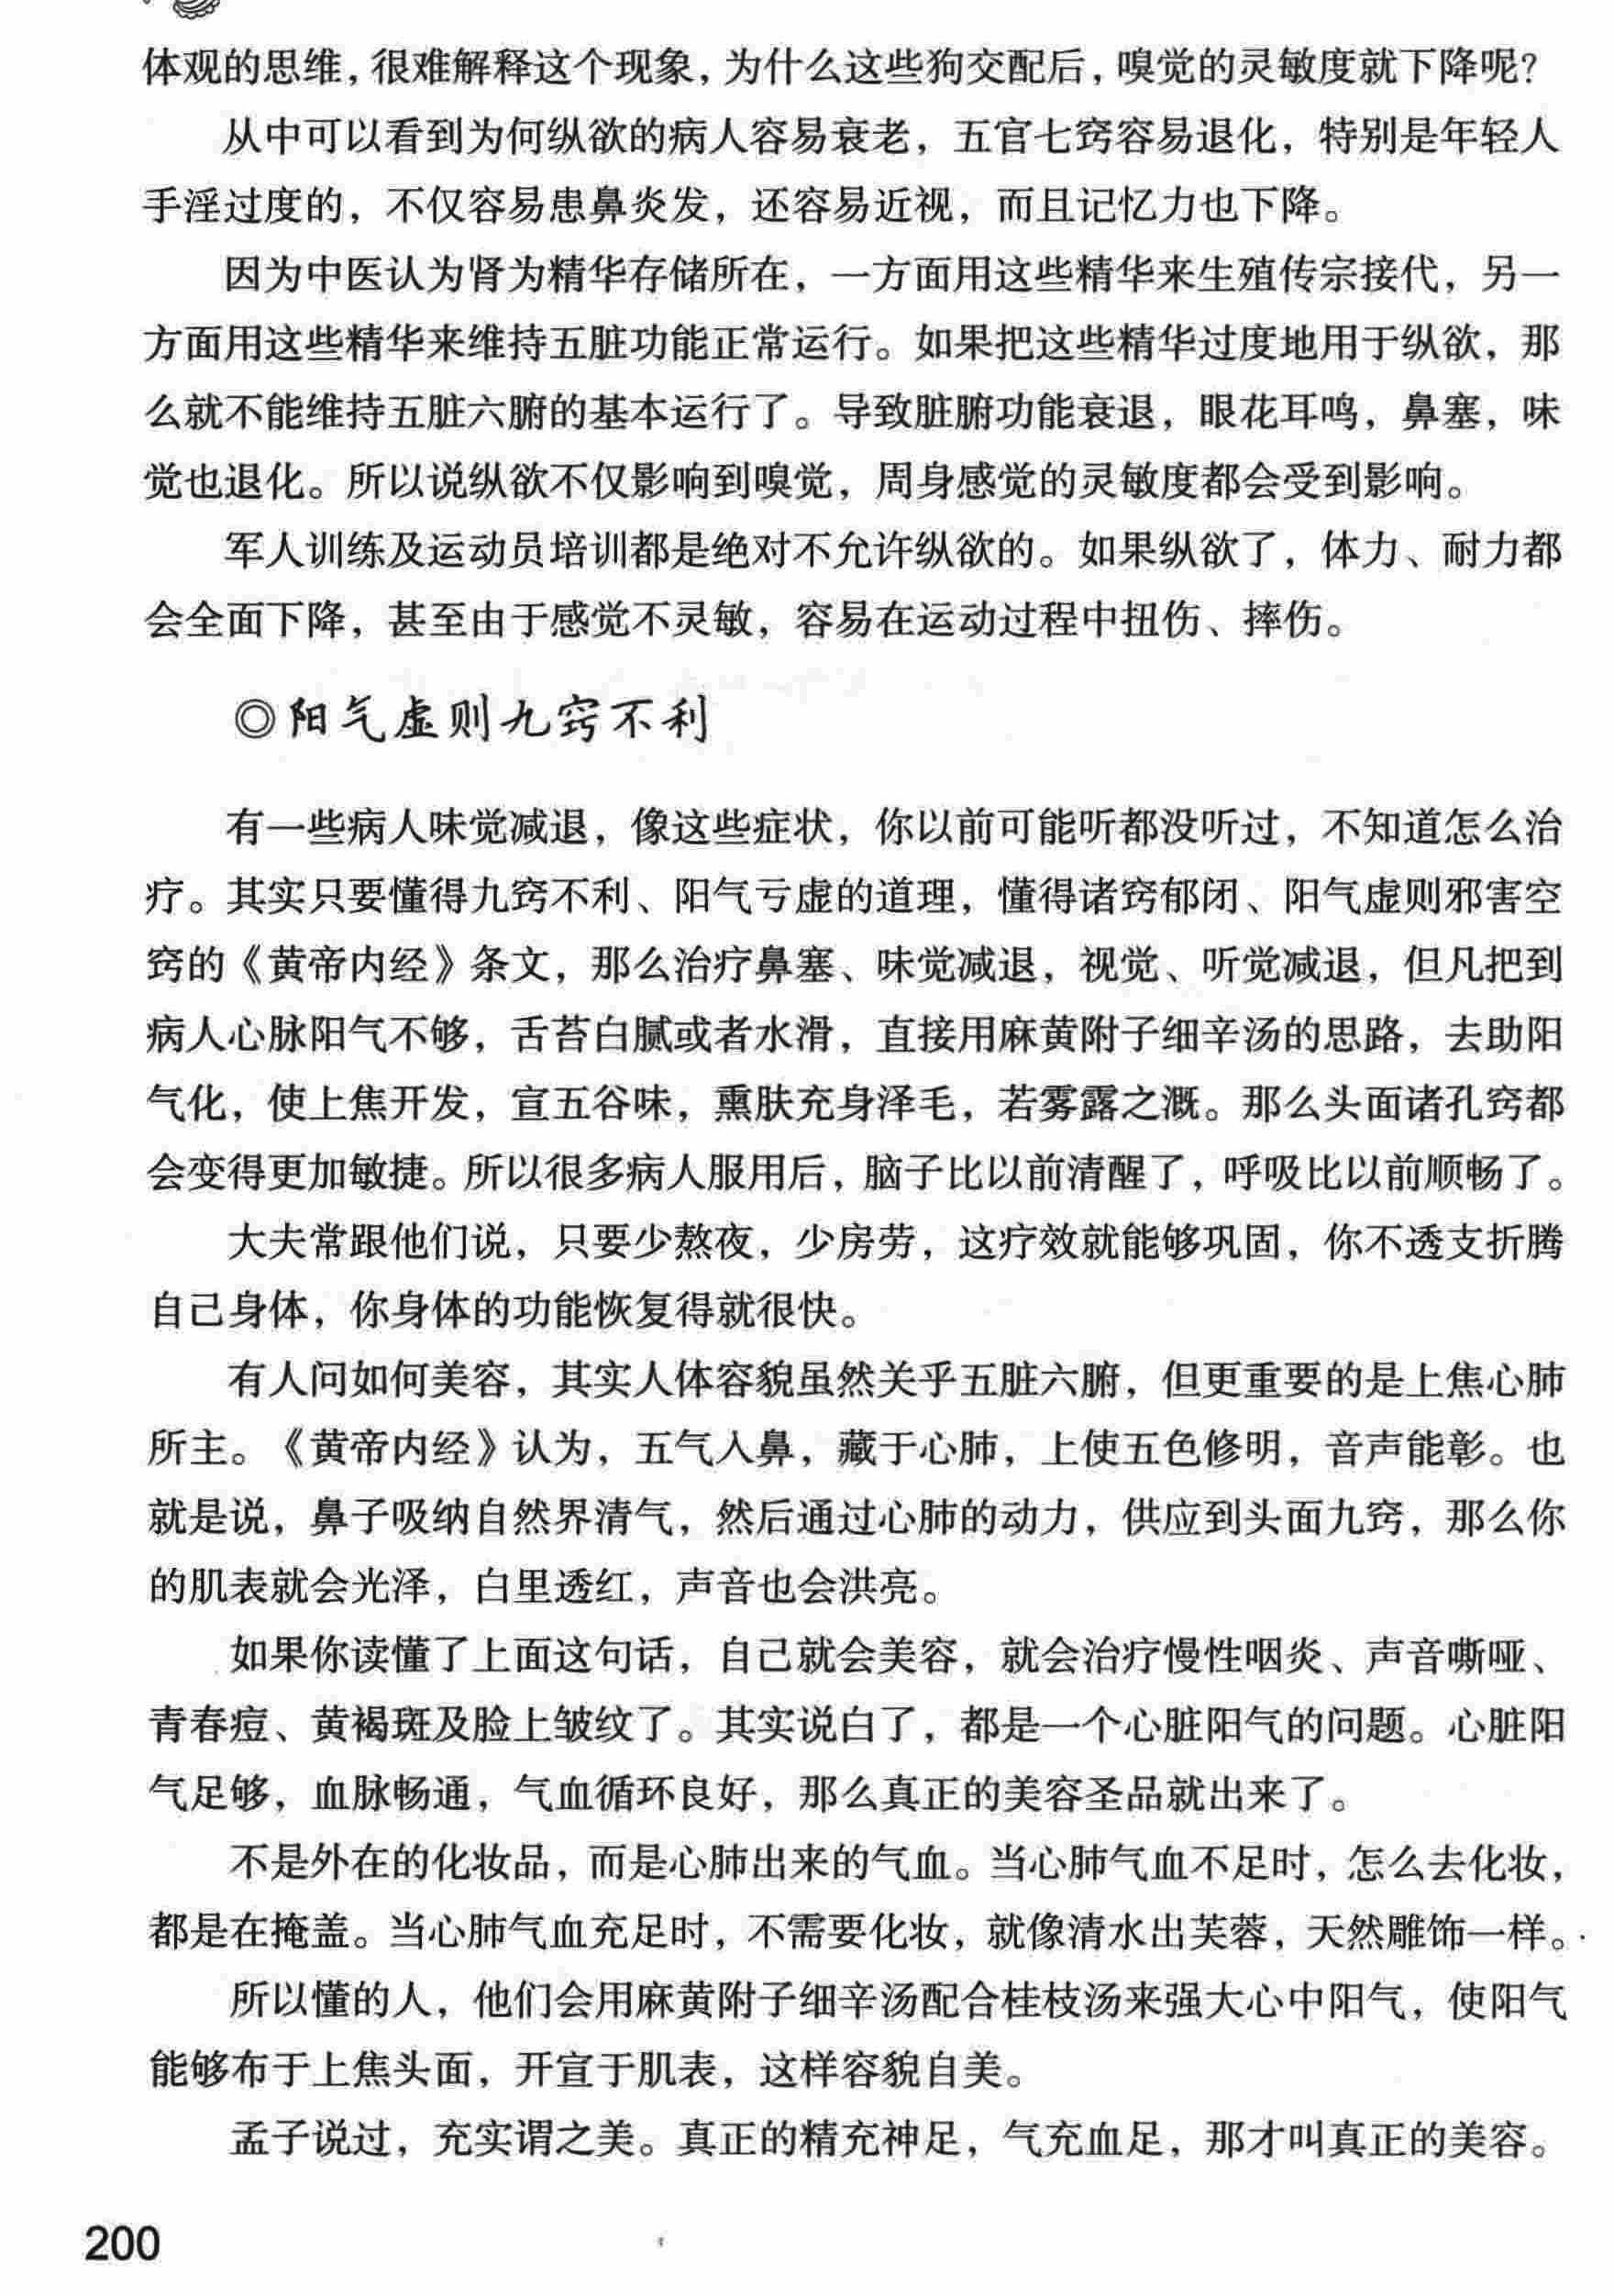 体观的思维，很难解释这个现象，为什么这些狗交配后，嗅觉的灵敏度就下降呢？
从中可以看到为何纵欲的病人容易衰老，五官七窍容易退化，特别是年轻人
手淫过度的，不仅容易患鼻炎发，还容易近视，而且记忆力也下降。
因为中医认为肾为精华存储所在，一方面用这些精华来生殖传宗接代，另一
方面用这些精华来维持五脏功能正常运行。如果把这些精华过度地用于纵欲，那
么就不能维持五脏六腑的基本运行了。导致脏腑功能衰退，眼花耳鸣，鼻塞，味
觉也退化。所以说纵欲不仅影响到嗅觉，周身感觉的灵敏度都会受到影响。
军人训练及运动员培训都是绝对不允许纵欲的。如果纵欲了，体力、耐力都
会全面下降，甚至由于感觉不灵敏，容易在运动过程中扭伤、摔伤。
◎阳气虚则九窍不利
有一些病人味觉减退，像这些症状，你以前可能听都没听过，不知道怎么治
疗。其实只要懂得九窍不利、阳气亏虚的道理，懂得诸窍郁闭、阳气虚则邪害空
窍的《黄帝内经》条文，那么治疗鼻塞、味觉减退，视觉、听觉减退，但凡把到
病人心脉阳气不够，舌苔白腻或者水滑，直接用麻黄附子细辛汤的思路，去助阳
气化，使上焦开发，宣五谷味，熏肤充身泽毛，若雾露之溉。那么头面诸孔窍都
会变得更加敏捷。所以很多病人服用后，脑子比以前清醒了，呼吸比以前顺畅了。
大夫常跟他们说，只要少熬夜，少房劳，这疗效就能够巩固，你不透支折腾
自己身体，你身体的功能恢复得就很快。
有人问如何美容，其实人体容貌虽然关乎五脏六腑，但更重要的是上焦心肺
所主。《黄帝内经》认为，五气入鼻，藏于心肺，上使五色修明，音声能彰。也
就是说，鼻子吸纳自然界清气，然后通过心肺的动力，供应到头面九窍，那么你
的肌表就会光泽，白里透红，声音也会洪亮。
如果你读懂了上面这句话，自己就会美容，就会治疗慢性咽炎、声音嘶哑、
青春痘、黄褐斑及脸上皱纹了。其实说白了，都是一个心脏阳气的问题。心脏阳
气足够，血脉畅通，气血循环良好，那么真正的美容圣品就出来了。
不是外在的化妆品，而是心肺出来的气血。当心肺气血不足时，怎么去化妆，
都是在掩盖。当心肺气血充足时，不需要化妆，就像清水出芙蓉，天然雕饰一样。
所以懂的人，他们会用麻黄附子细辛汤配合桂枝汤来强大心中阳气，使阳气
能够布于上焦头面，开宣于肌表，这样容貌自美。
孟子说过，充实谓之美。真正的精充神足，气充血足，那才叫真正的美容。
200